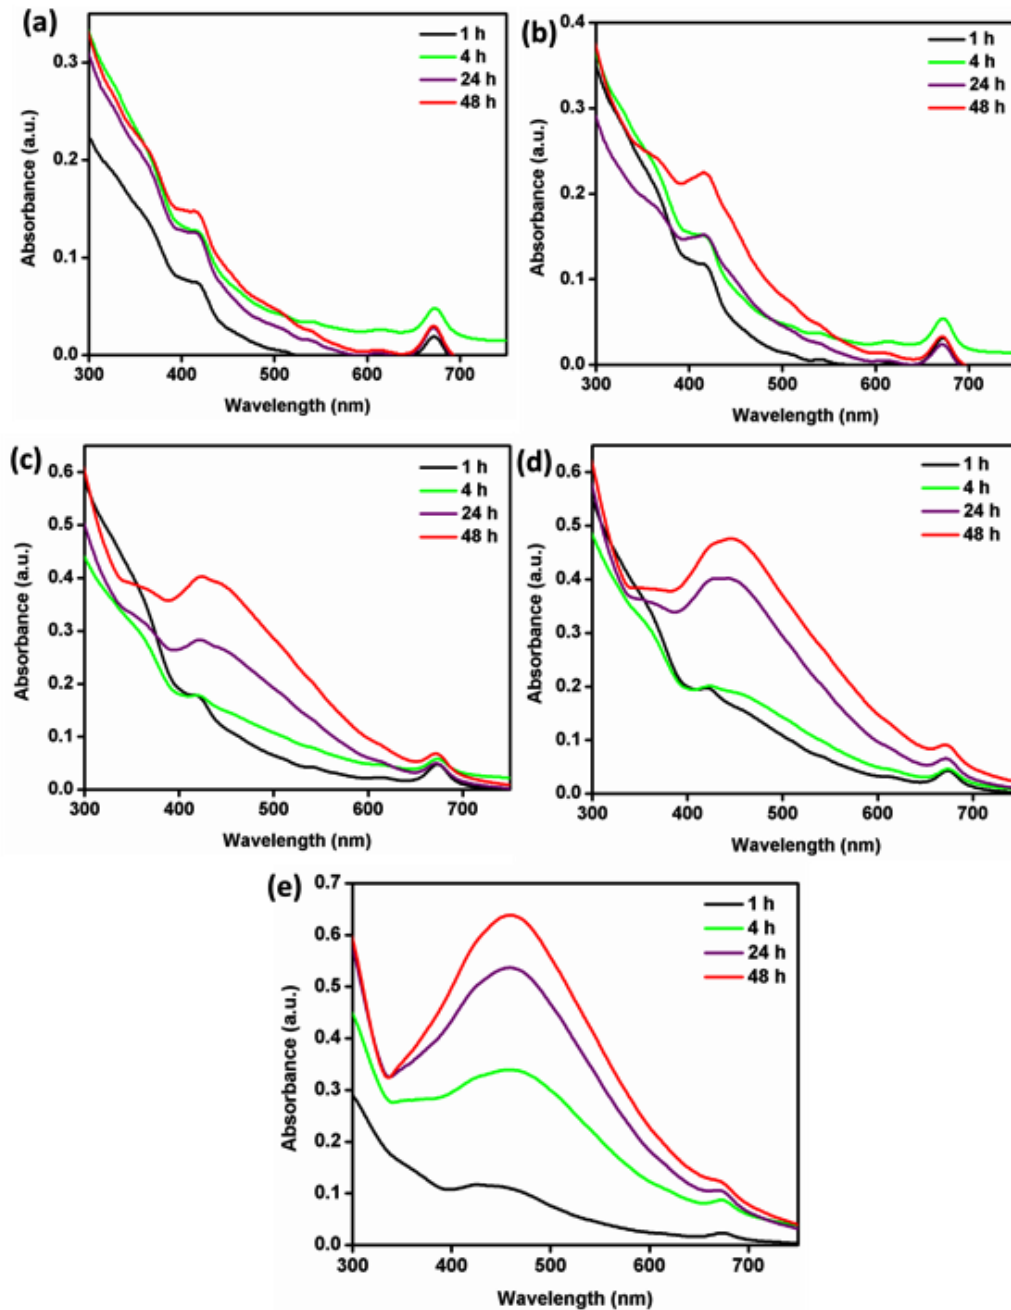 (a)
1 h
4 h
24 h
48 h
Absorbance (a.u.)
0.3
0.2
0.1
0.0
300 400 500 600 700
Wavelength (nm)
(b)
1 h
4 h
24 h
48 h
Absorbance (a.u.)
0.4
0.3
0.2
0.1
0.0
300 400 500 600 700
Wavelength (nm)
(c)
1 h
4 h
24 h
48 h
Absorbance (a.u.)
0.6
0.5
0.4
0.3
0.2
0.1
0.0
300 400 500 600 700
Wavelength (nm)
(d)
1 h
4 h
24 h
48 h
Absorbance (a.u.)
0.6
0.5
0.4
0.3
0.2
0.1
0.0
300 400 500 600 700
Wavelength (nm)
(e)
1 h
4 h
24 h
48 h
Absorbance (a.u.)
0.7
0.6
0.5
0.4
0.3
0.2
0.1
0.0
300 400 500 600 700
Wavelength (nm)